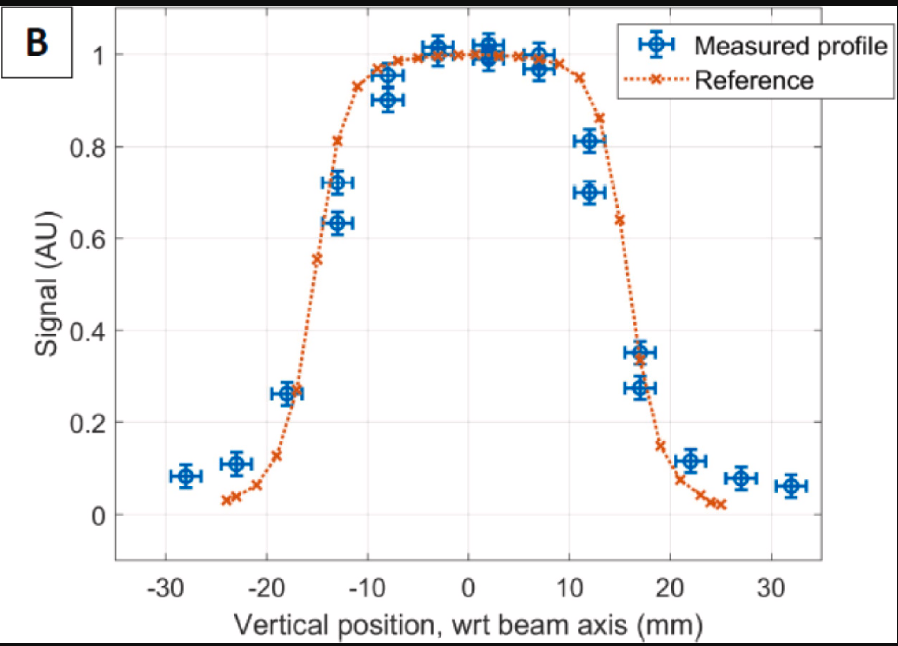 B
Measured profile
Reference
1
0.8
0.6
0.4
0.2
0
Signal (AU)
-30 -20 -10 0 10 20 30
Vertical position, wrt beam axis (mm)